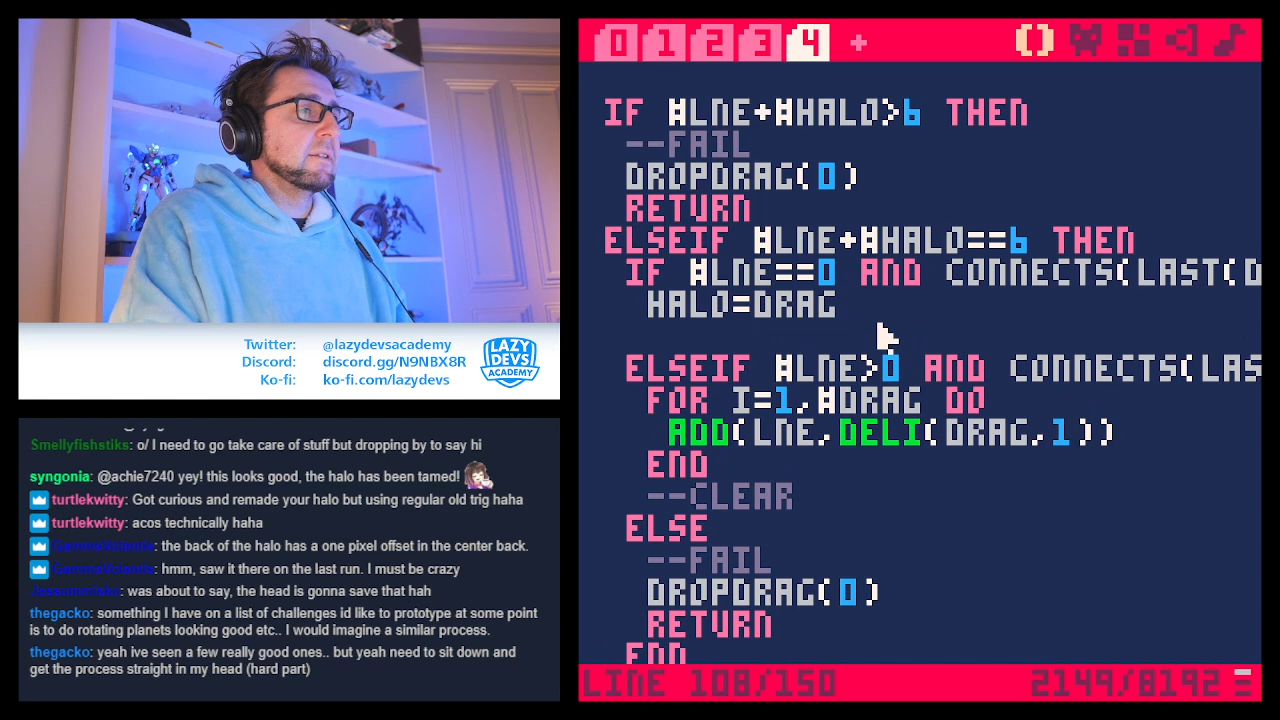 Twitter: @lazydevsacademy
Discord: discord.gg/N9NBX8R
Ko-fi: ko-fi.com/lazydevs
LAZY
DEVS
ACADEMY
Smellyfishstiks: o/ I need to go take care of stuff but dropping by to say hi
syngonia: @achie7240 yey! this looks good, the halo has been tamed!
turtlekwitty: Got curious and remade your halo but using regular old trig haha
turtlekwitty: acos technically haha
GammaVolantis: the back of the halo has a one pixel offset in the center back.
GammaVolantis: hmm, saw it there on the last run. I must be crazy
was about to say, the head is gonna save that hah
thegacko: something I have on a list of challenges id like to prototype at some point
is to do rotating planets looking good etc.. I would imagine a similar process.
thegacko: yeah ive seen a few really good ones.. but yeah need to sit down and
get the process straight in my head (hard part)
0 1 2 3 4 +
IF #LNE+#HALO>6 THEN
--FAIL
DROPDRAG(0)
RETURN
ELSEIF #LNE+#HALO==6 THEN
IF #LNE==0 AND CONNECTS(LAST(D
HALO=DRAG
ELSEIF #LNE>0 AND CONNECTS(LAS
FOR I=1,#DRAG DO
ADD(LNE,DELI(DRAG,1))
END
--CLEAR
ELSE
--FAIL
DROPDRAG(0)
RETURN
END
LINE 108/150 2149/8192